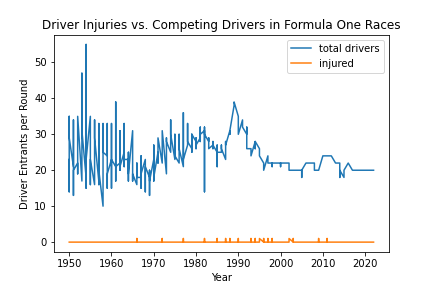 Driver Injuries vs. Competing Drivers in Formula One Races
total drivers
injured
Driver Entrants per Round
50
40
30
20
10
0
1950 1960 1970 1980 1990 2000 2010 2020
Year